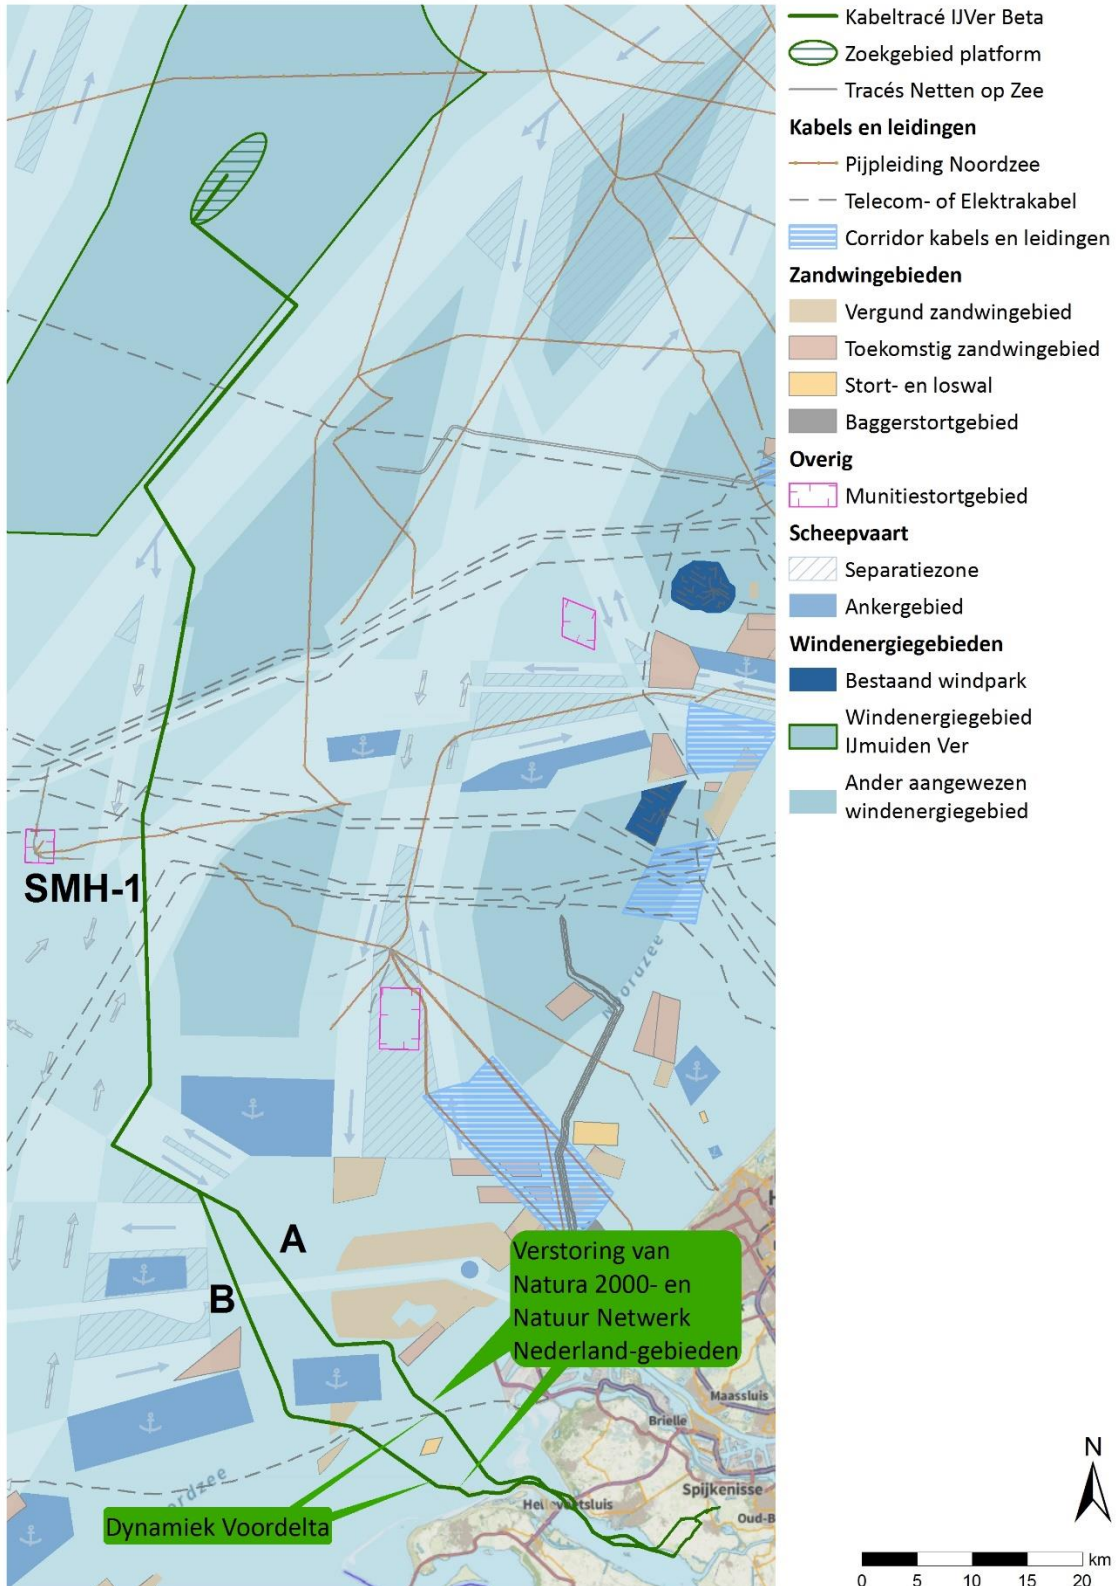 Kabeltracé IJVer Beta
Zoekgebied platform
Tracés Netten op Zee
Kabels en leidingen
Pijpleiding Noordzee
Telecom- of Elektrakabel
Corridor kabels en leidingen
Zandwingebieden
Vergund zandwingebied
Toekomstig zandwingebied
Stort- en loswal
Baggerstortgebied
Overig
Munitiestortgebied
Scheepvaart
Separatiezone
Ankergebied
Windenergiegebieden
Bestaand windpark
Windenergiegebied
IJmuiden Ver
Ander aangewezen
windenergiegebied
SMH-1
A
B
Verstoring van
Natura 2000- en
Natuur Netwerk
Nederland-gebieden
Dynamiek Voordelta
Maassluis
Brielle
Spijkenisse
Hellevoetsluis
Oud-B
N
km
0 5 10 15 20